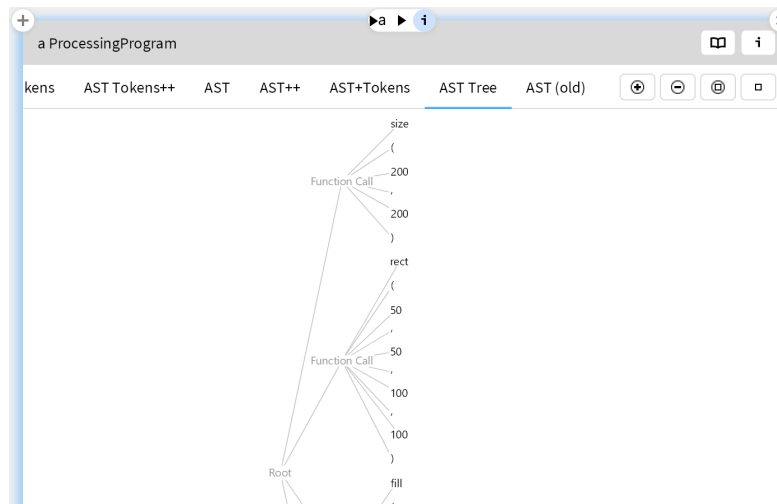 a
i
a ProcessingProgram
i
kens AST Tokens++ AST AST++ AST+Tokens AST Tree AST (old)
size
(
Function Call
200
,
200
)
rect
(
50
,
50
Function Call
,
100
,
100
)
Root
fill